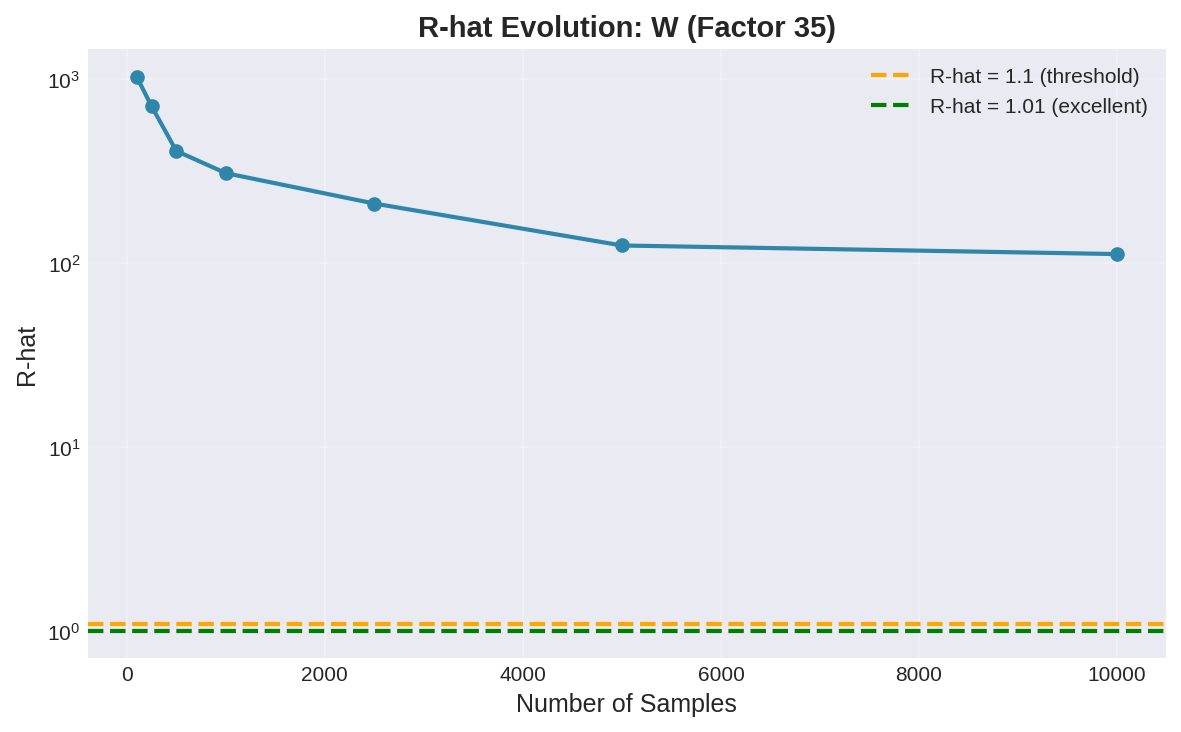 R-hat Evolution: W (Factor 35)
R-hat = 1.1 (threshold)
R-hat = 1.01 (excellent)
10³
10²
10¹
10⁰
R-hat
0 2000 4000 6000 8000 10000
Number of Samples